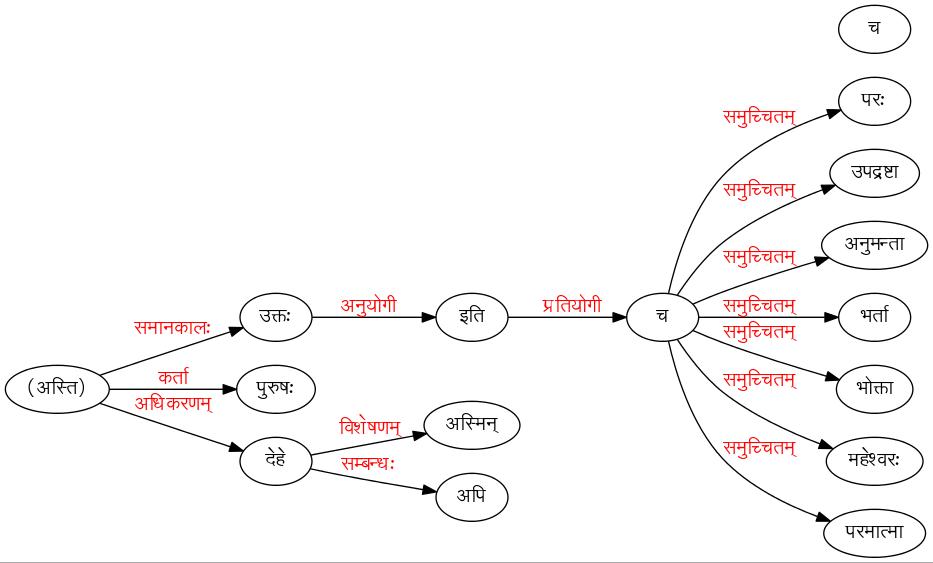 च
परः
समुच्चितम्
उपद्रष्टा
समुच्चितम्
अनुमन्ता
समुच्चितम्
समानकालः
उक्तः
अनुयोगी
इति
प्रतियोगी
च
समुच्चितम्
भर्ता
समुच्चितम्
(अस्ति)
कर्ता
पुरुषः
अधिकरणम्
समुच्चितम्
भोक्ता
विशेषणम्
अस्मिन्
देहे
सम्बन्धः
अपि
समुच्चितम्
महेश्वरः
परमात्मा